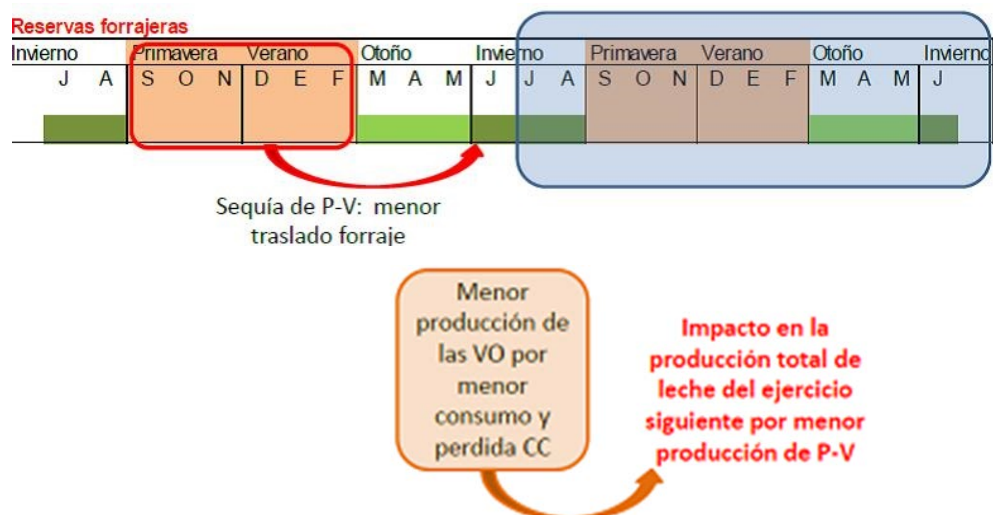 Reservas forrajeras
Invierno Primavera Verano Otoño Invierno Primavera Verano Otoño Invierno
J A S O N D E F M A M J J A S O N D E F M A M J
Sequía de P-V: menor
traslado forraje
Menor
producción de
las VO por
menor
consumo y
perdida CC
Impacto en la
producción total de
leche del ejercicio
siguiente por menor
producción de P-V